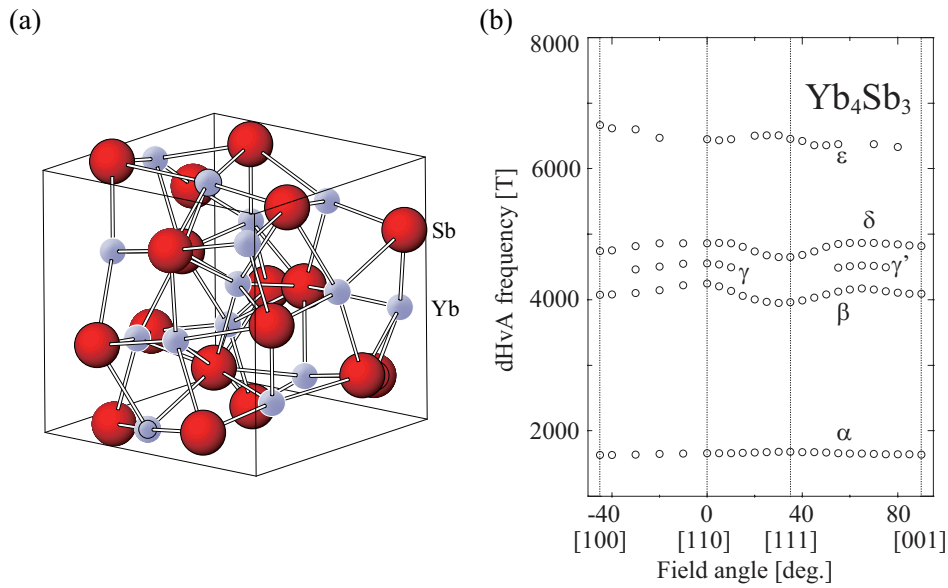 (a)
Sb
Yb
(b)
8000
6000
4000
2000
dHvA frequency [T]
Yb₄Sb₃
ε
δ
γ
γ'
β
α
-40 0 40 80
[100] [110] [111] [001]
Field angle [deg.]